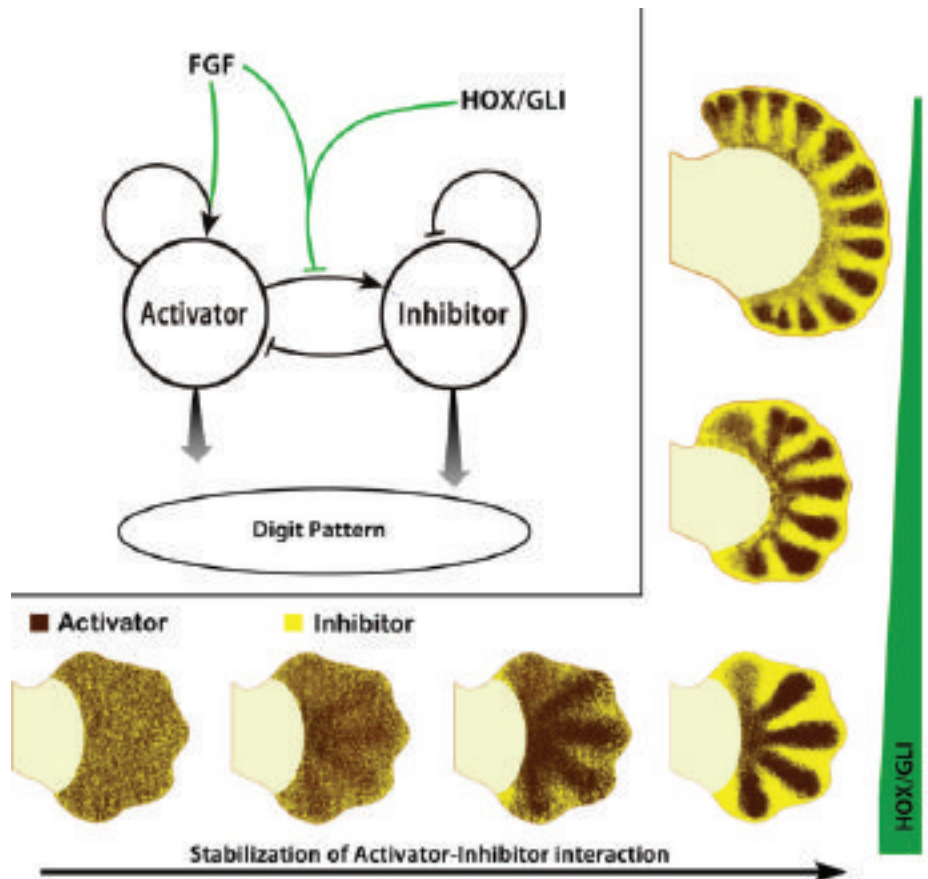 FGF
HOX/GLI
Activator
Inhibitor
Digit Pattern
Activator
Inhibitor
HOX/GLI
Stabilization of Activator-Inhibitor interaction